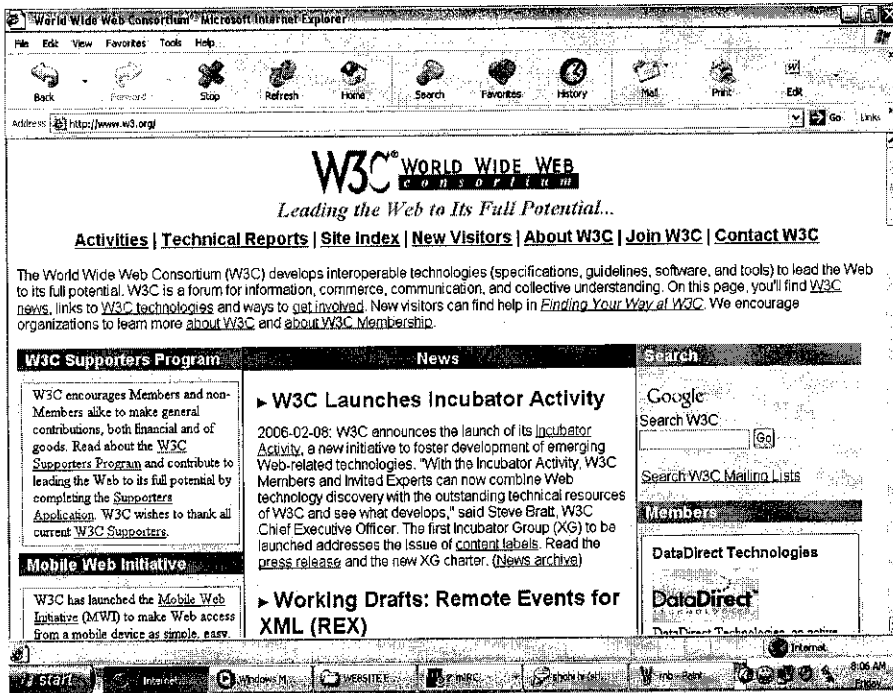 World Wide Web Consortium - Microsoft Internet Explorer
File Edit View Favorites Tools Help
Back Forward Stop Refresh Home Search Favorites History Mail Print Edit
Address http://www.w3.org/ Go Links
W3C® WORLD WIDE WEB
consortium
Leading the Web to Its Full Potential...
Activities | Technical Reports | Site Index | New Visitors | About W3C | Join W3C | Contact W3C
The World Wide Web Consortium (W3C) develops interoperable technologies (specifications, guidelines, software, and tools) to lead the Web
to its full potential. W3C is a forum for information, commerce, communication, and collective understanding. On this page, you'll find W3C
news, links to W3C technologies and ways to get involved. New visitors can find help in Finding Your Way at W3C. We encourage
organizations to learn more about W3C and about W3C Membership.
W3C Supporters Program
W3C encourages Members and non-
Members alike to make general
contributions, both financial and of
goods. Read about the W3C
Supporters Program and contribute to
leading the Web to its full potential by
completing the Supporters
Application. W3C wishes to thank all
current W3C Supporters.
Mobile Web Initiative
W3C has launched the Mobile Web
Initiative (MWI) to make Web access
from a mobile device as simple, easy,
News
► W3C Launches Incubator Activity
2006-02-08: W3C announces the launch of its Incubator
Activity, a new initiative to foster development of emerging
Web-related technologies. "With the Incubator Activity, W3C
Members and Invited Experts can now combine Web
technology discovery with the outstanding technical resources
of W3C and see what develops," said Steve Bratt, W3C
Chief Executive Officer. The first Incubator Group (XG) to be
launched addresses the issue of content labels. Read the
press release and the new XG charter. (News archive)
► Working Drafts: Remote Events for
XML (REX)
Search
Google
Search W3C
Go
Search W3C Mailing Lists
Members
DataDirect Technologies
DataDirect
TECHNOLOGIES
DataDirect Technologies, an active
Internet
start Internet Windows M... WEBSITE E mIRC Paint 8:06 AM
Friday